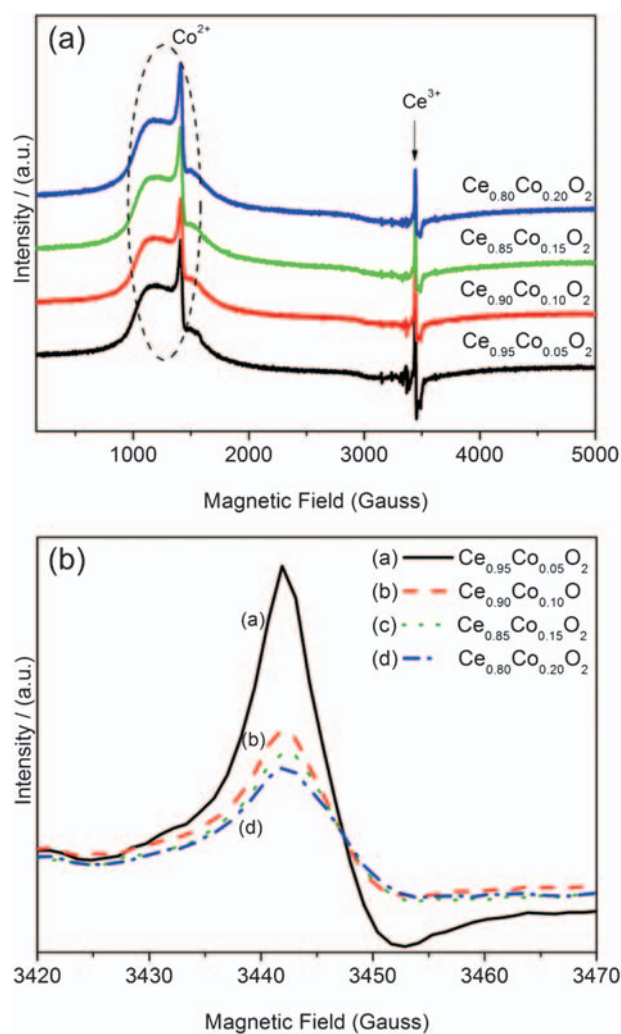 (a)
Co²⁺
Ce³⁺
Ce₀.₈₀Co₀.₂₀O₂
Ce₀.₈₅Co₀.₁₅O₂
Ce₀.₉₀Co₀.₁₀O₂
Ce₀.₉₅Co₀.₀₅O₂
Intensity / (a.u.)
1000 2000 3000 4000 5000
Magnetic Field (Gauss)
(b)
(a) Ce₀.₉₅Co₀.₀₅O₂
(b) Ce₀.₉₀Co₀.₁₀O
(c) Ce₀.₈₅Co₀.₁₅O₂
(d) Ce₀.₈₀Co₀.₂₀O₂
(a)
(b)
(d)
Intensity / (a.u.)
3420 3430 3440 3450 3460 3470
Magnetic Field (Gauss)